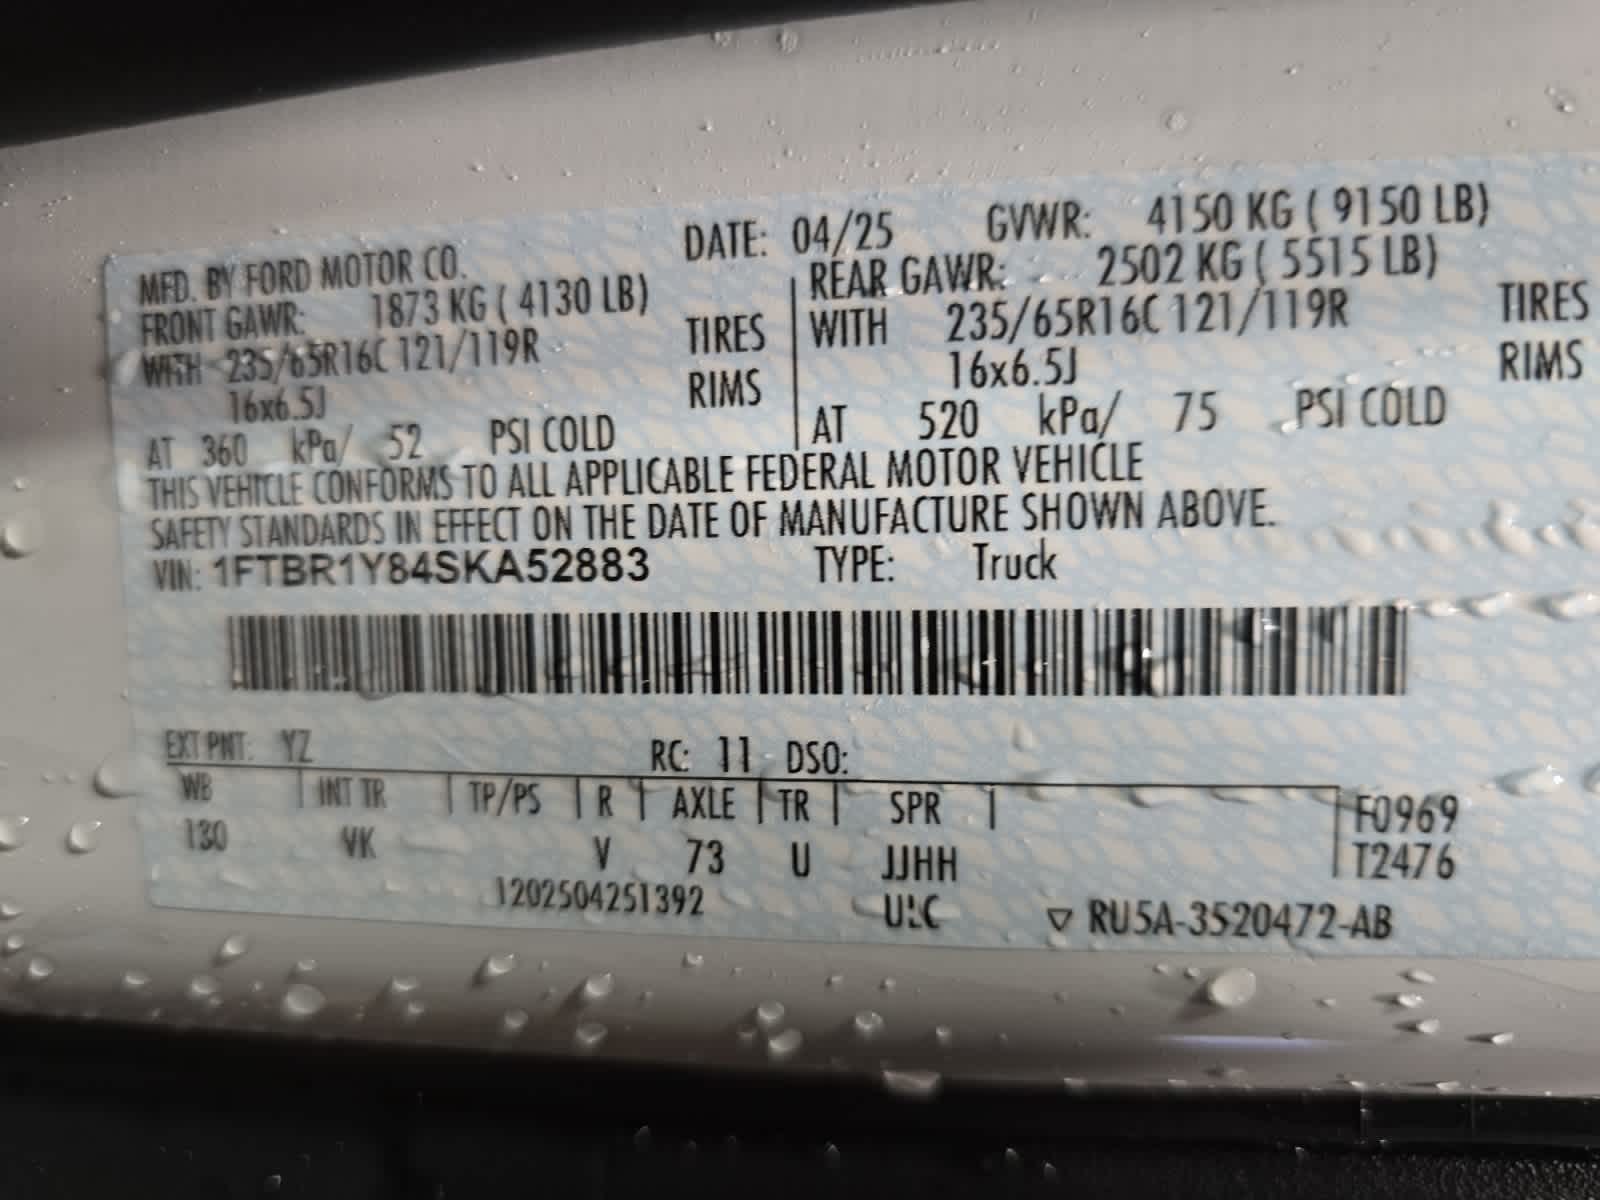 MFD. BY FORD MOTOR CO. DATE: 04/25 GVWR: 4150 KG ( 9150 LB)
FRONT GAWR: 1873 KG ( 4130 LB) REAR GAWR: 2502 KG ( 5515 LB)
WITH 235/65R16C 121/119R TIRES WITH 235/65R16C 121/119R TIRES
16x6.5J RIMS 16x6.5J RIMS
AT 360 kPa/ 52 PSI COLD AT 520 kPa/ 75 PSI COLD
THIS VEHICLE CONFORMS TO ALL APPLICABLE FEDERAL MOTOR VEHICLE
SAFETY STANDARDS IN EFFECT ON THE DATE OF MANUFACTURE SHOWN ABOVE.
VIN: 1FTBR1Y84SKA52883 TYPE: Truck
EXT PNT: YZ RC: 11 DSO:
WB INT TR TP/PS R AXLE TR SPR F0969
130 VK V 73 U JJHH T2476
1202504251392 ▽ RU5A-3520472-AB